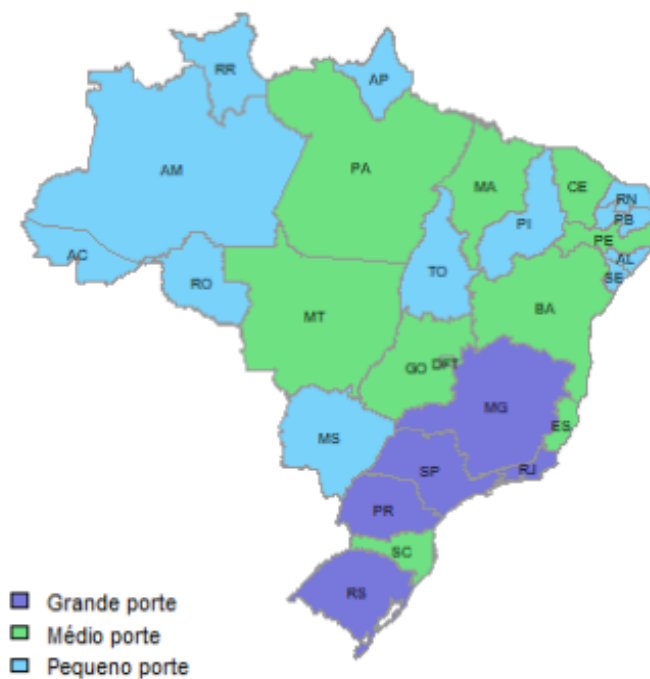 RR
AP
AM
PA
MA
CE
RN
PB
PI
PE
AL
SE
AC
RO
TO
BA
MT
GO
DFT
MG
ES
MS
SP
RJ
PR
SC
RS
Grande porte
Médio porte
Pequeno porte